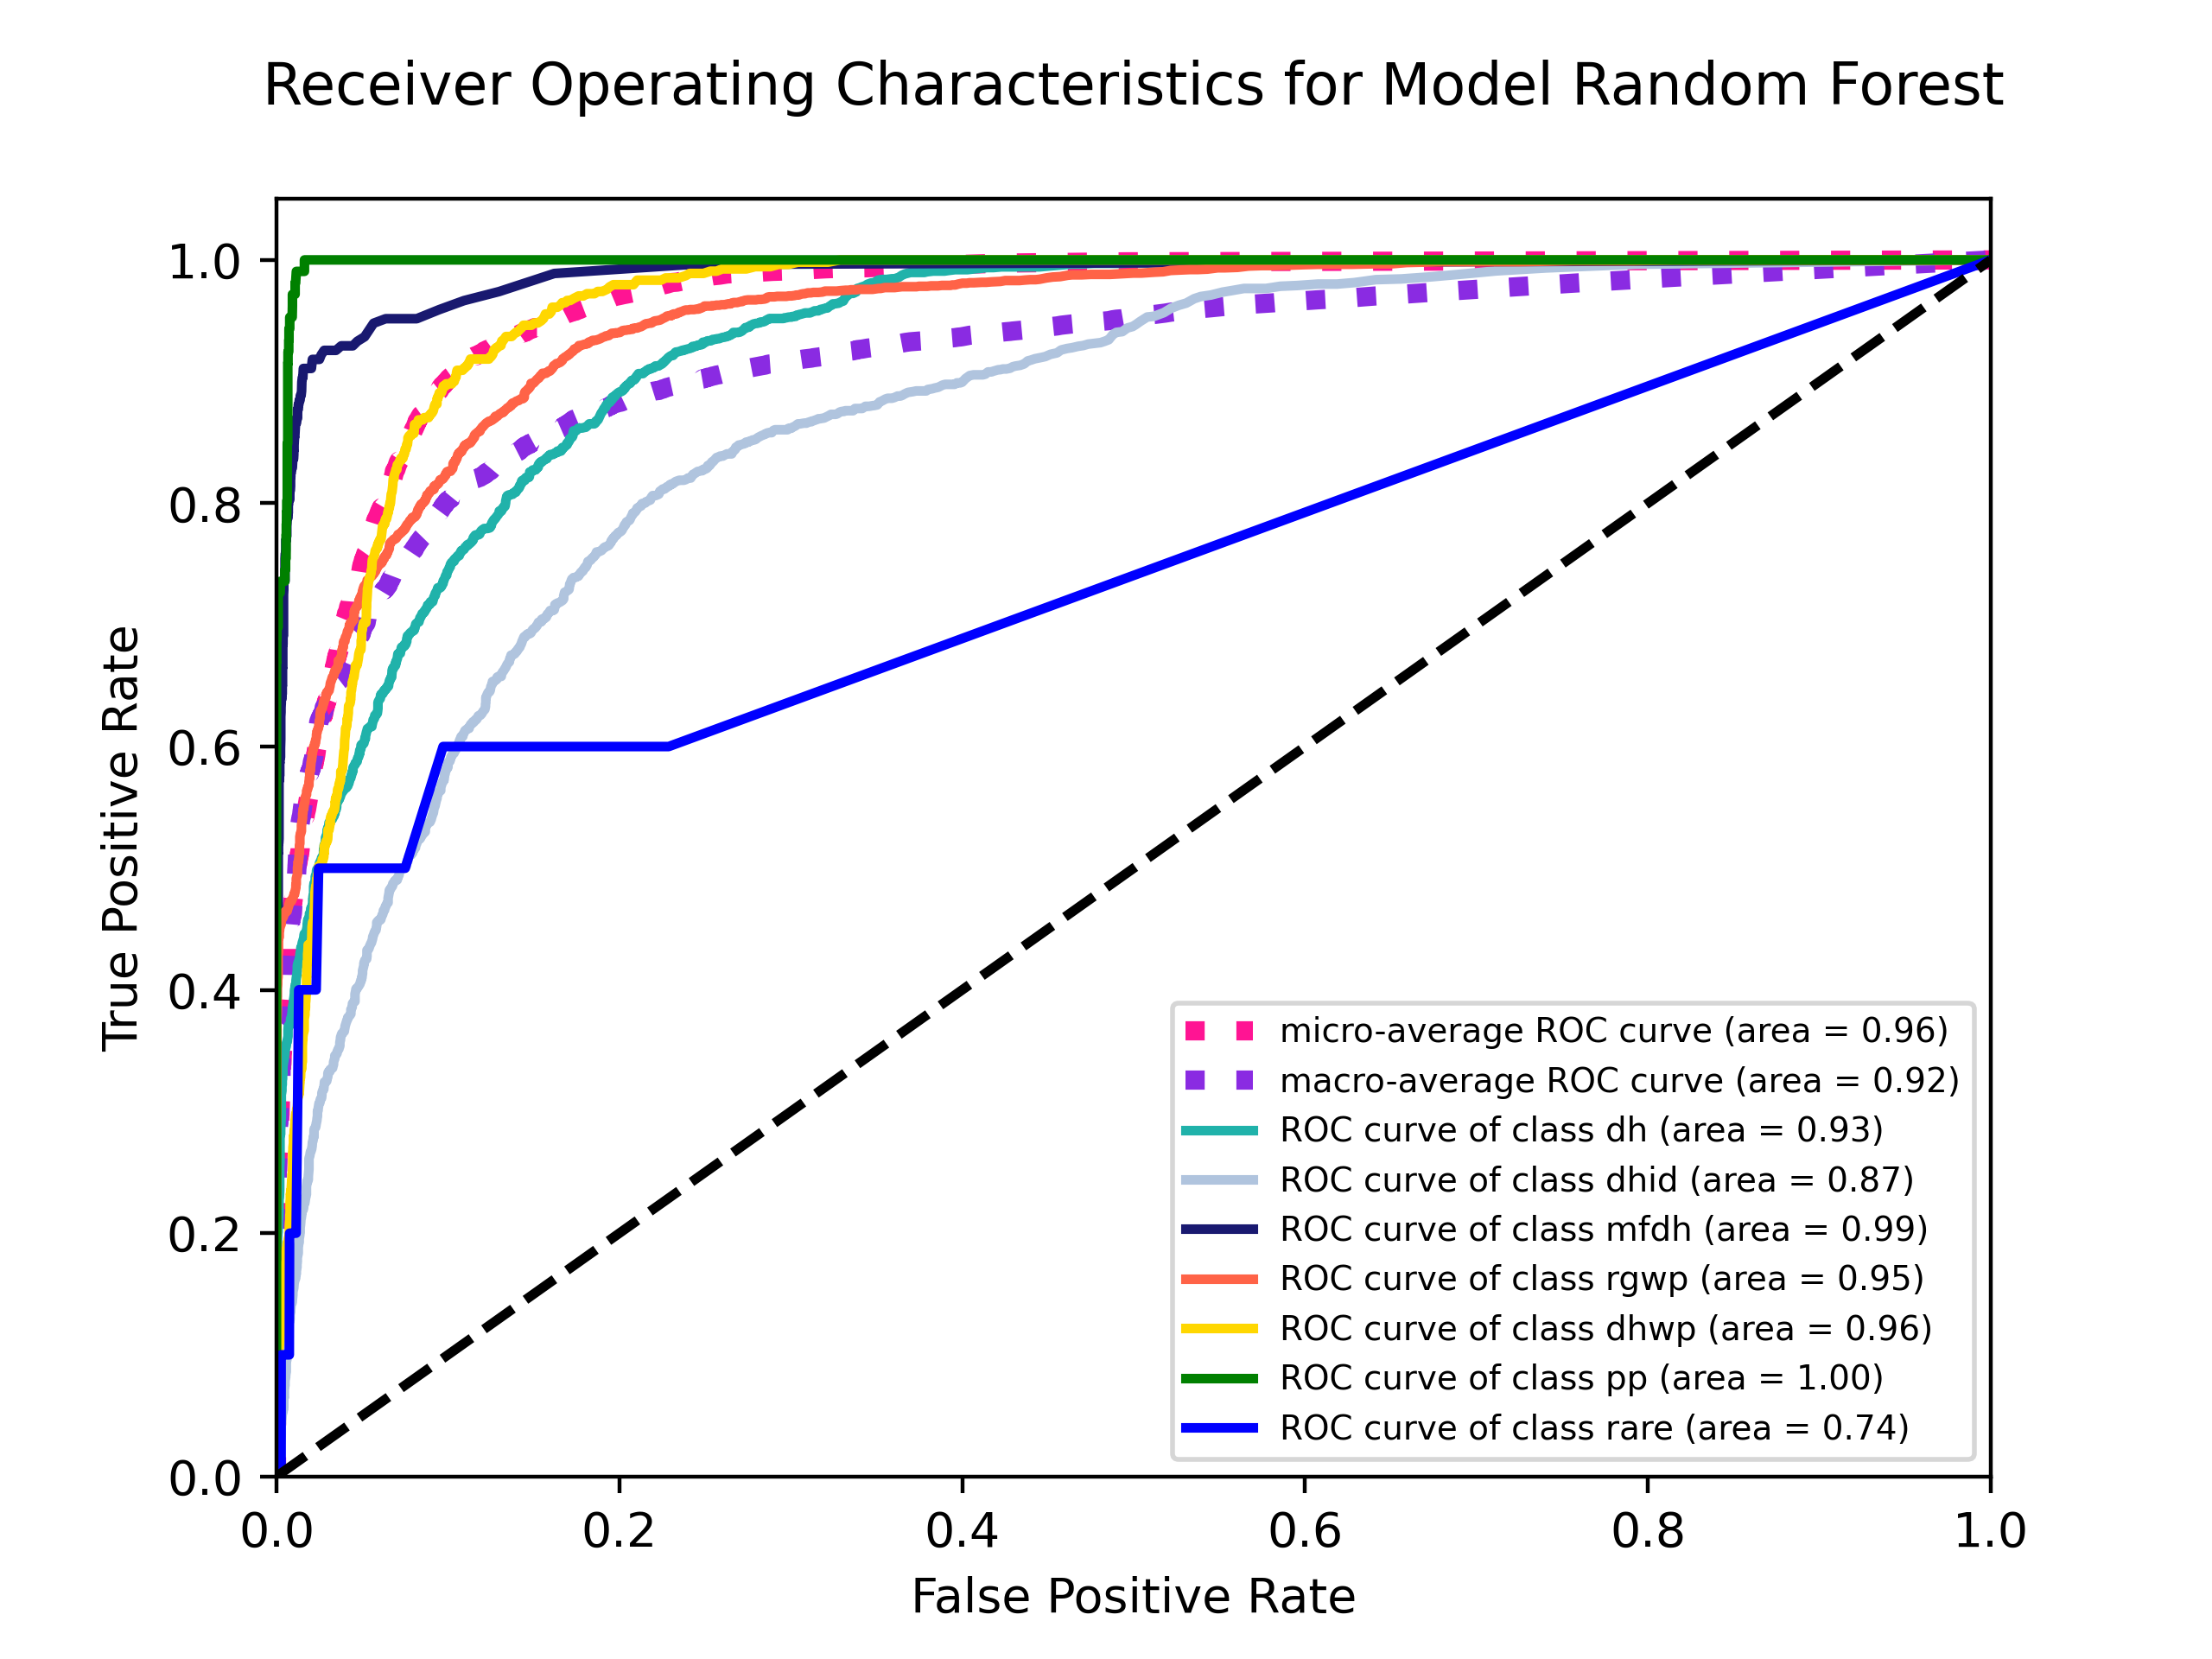 Receiver Operating Characteristics for Model Random Forest
1.0
0.8
0.6
0.4
0.2
0.0
True Positive Rate
micro-average ROC curve (area = 0.96)
macro-average ROC curve (area = 0.92)
ROC curve of class dh (area = 0.93)
ROC curve of class dhid (area = 0.87)
ROC curve of class mfdh (area = 0.99)
ROC curve of class rgwp (area = 0.95)
ROC curve of class dhwp (area = 0.96)
ROC curve of class pp (area = 1.00)
ROC curve of class rare (area = 0.74)
0.0 0.2 0.4 0.6 0.8 1.0
False Positive Rate